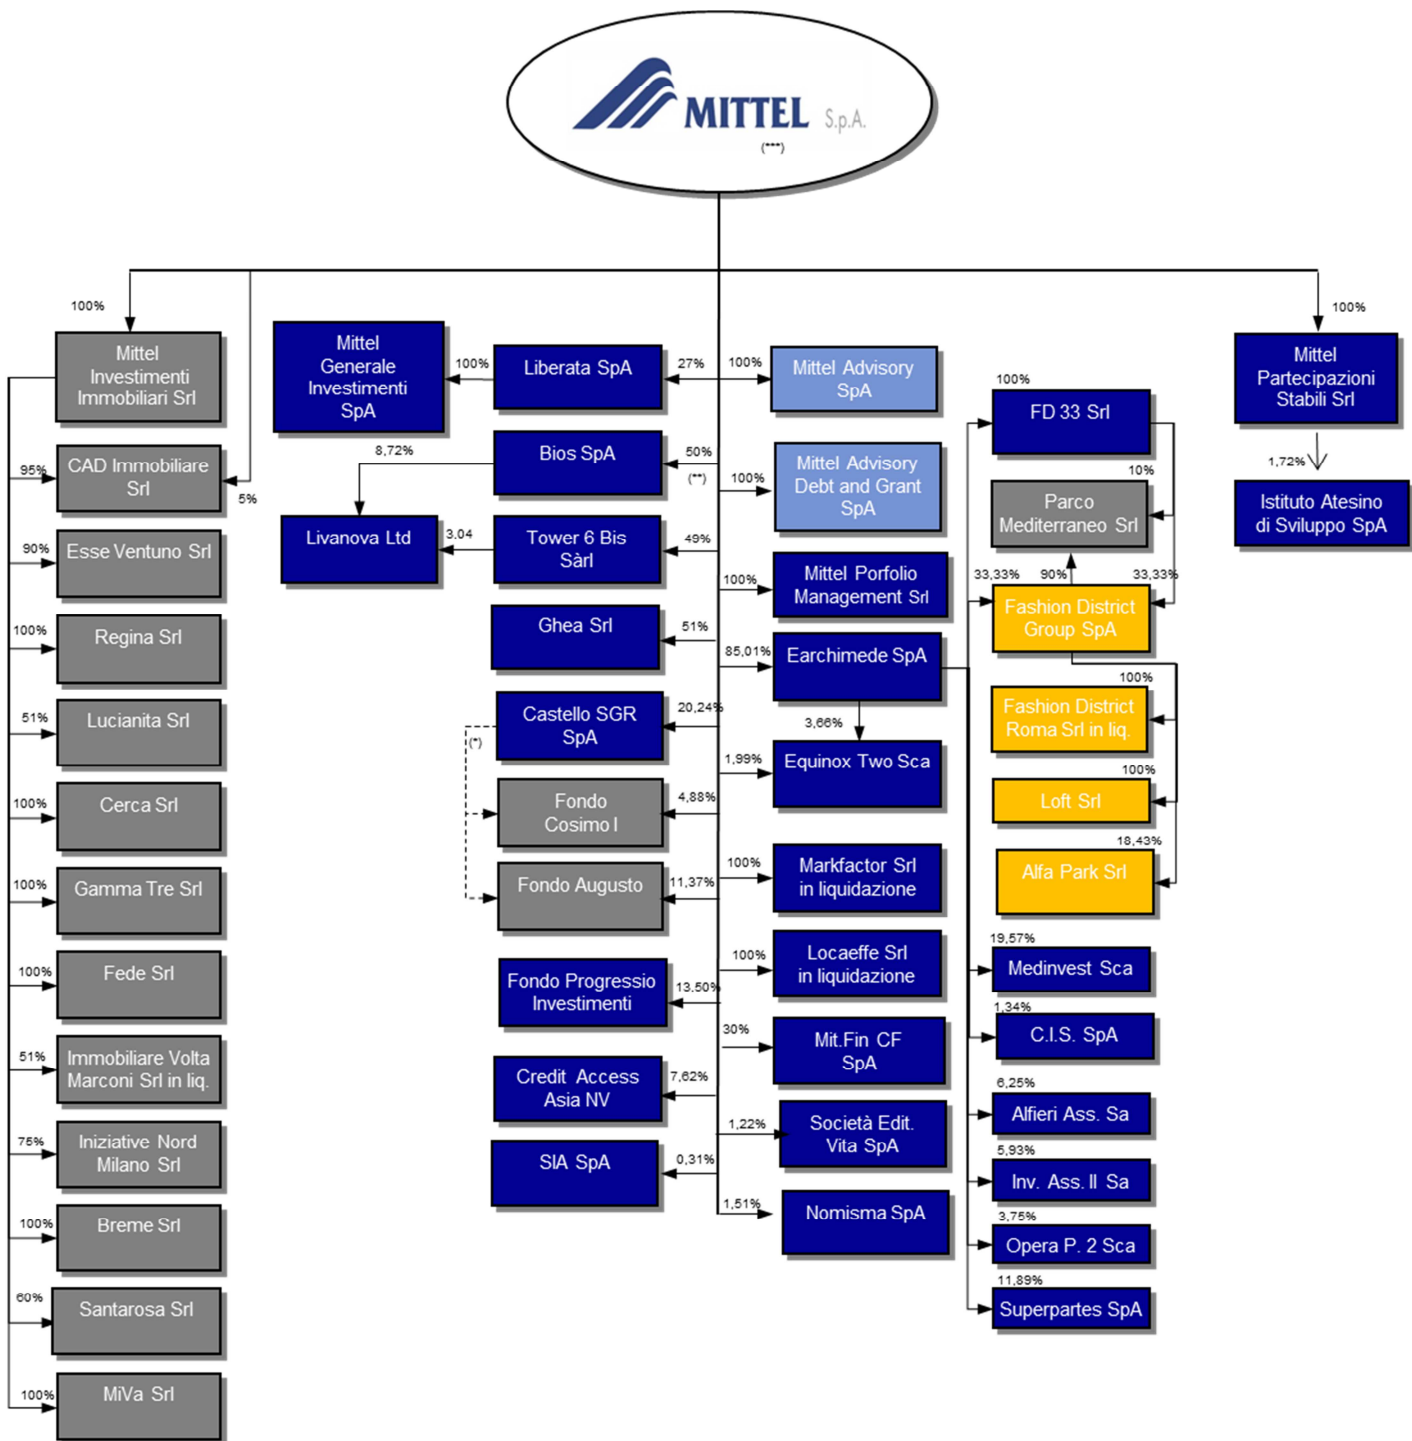 MITTEL S.p.A.
(***)
100%
Mittel
Investimenti
Immobiliari Srl
95%
CAD Immobiliare
Srl
5%
90%
Esse Ventuno Srl
100%
Regina Srl
51%
Lucianita Srl
100%
Cerca Srl
100%
Gamma Tre Srl
100%
Fede Srl
51%
Immobiliare Volta
Marconi Srl in liq.
75%
Iniziative Nord
Milano Srl
100%
Breme Srl
60%
Santarosa Srl
100%
MiVa Srl
Mittel
Generale
Investimenti
SpA
100%
Liberata SpA
27%
8,72%
Bios SpA
50%
(**)
Livanova Ltd
3.04
Tower 6 Bis
Sàrl
49%
Ghea Srl
51%
Castello SGR
SpA
20,24%
(*)
Fondo
Cosimo I
4,88%
Fondo Augusto
11,37%
Fondo Progressio
Investimenti
13.50%
Credit Access
Asia NV
7,62%
SIA SpA
0,31%
100%
Mittel Advisory
SpA
100%
Mittel Advisory
Debt and Grant
SpA
100%
Mittel Porfolio
Management Srl
85,01%
Earchimede SpA
3,66%
1,99%
Equinox Two Sca
100%
Markfactor Srl
in liquidazione
100%
Locaeffe Srl
in liquidazione
30%
Mit.Fin CF
SpA
1,22%
Società Edit.
Vita SpA
1,51%
Nomisma SpA
100%
FD 33 Srl
10%
Parco
Mediterraneo Srl
33,33%
90%
33,33%
Fashion District
Group SpA
100%
Fashion District
Roma Srl in liq.
100%
Loft Srl
18,43%
Alfa Park Srl
19,57%
Medinvest Sca
1,34%
C.I.S. SpA
6,25%
Alfieri Ass. Sa
5,93%
Inv. Ass. II Sa
3,75%
Opera P. 2 Sca
11,89%
Superpartes SpA
100%
Mittel
Partecipazioni
Stabili Srl
1,72%
Istituto Atesino
di Sviluppo SpA